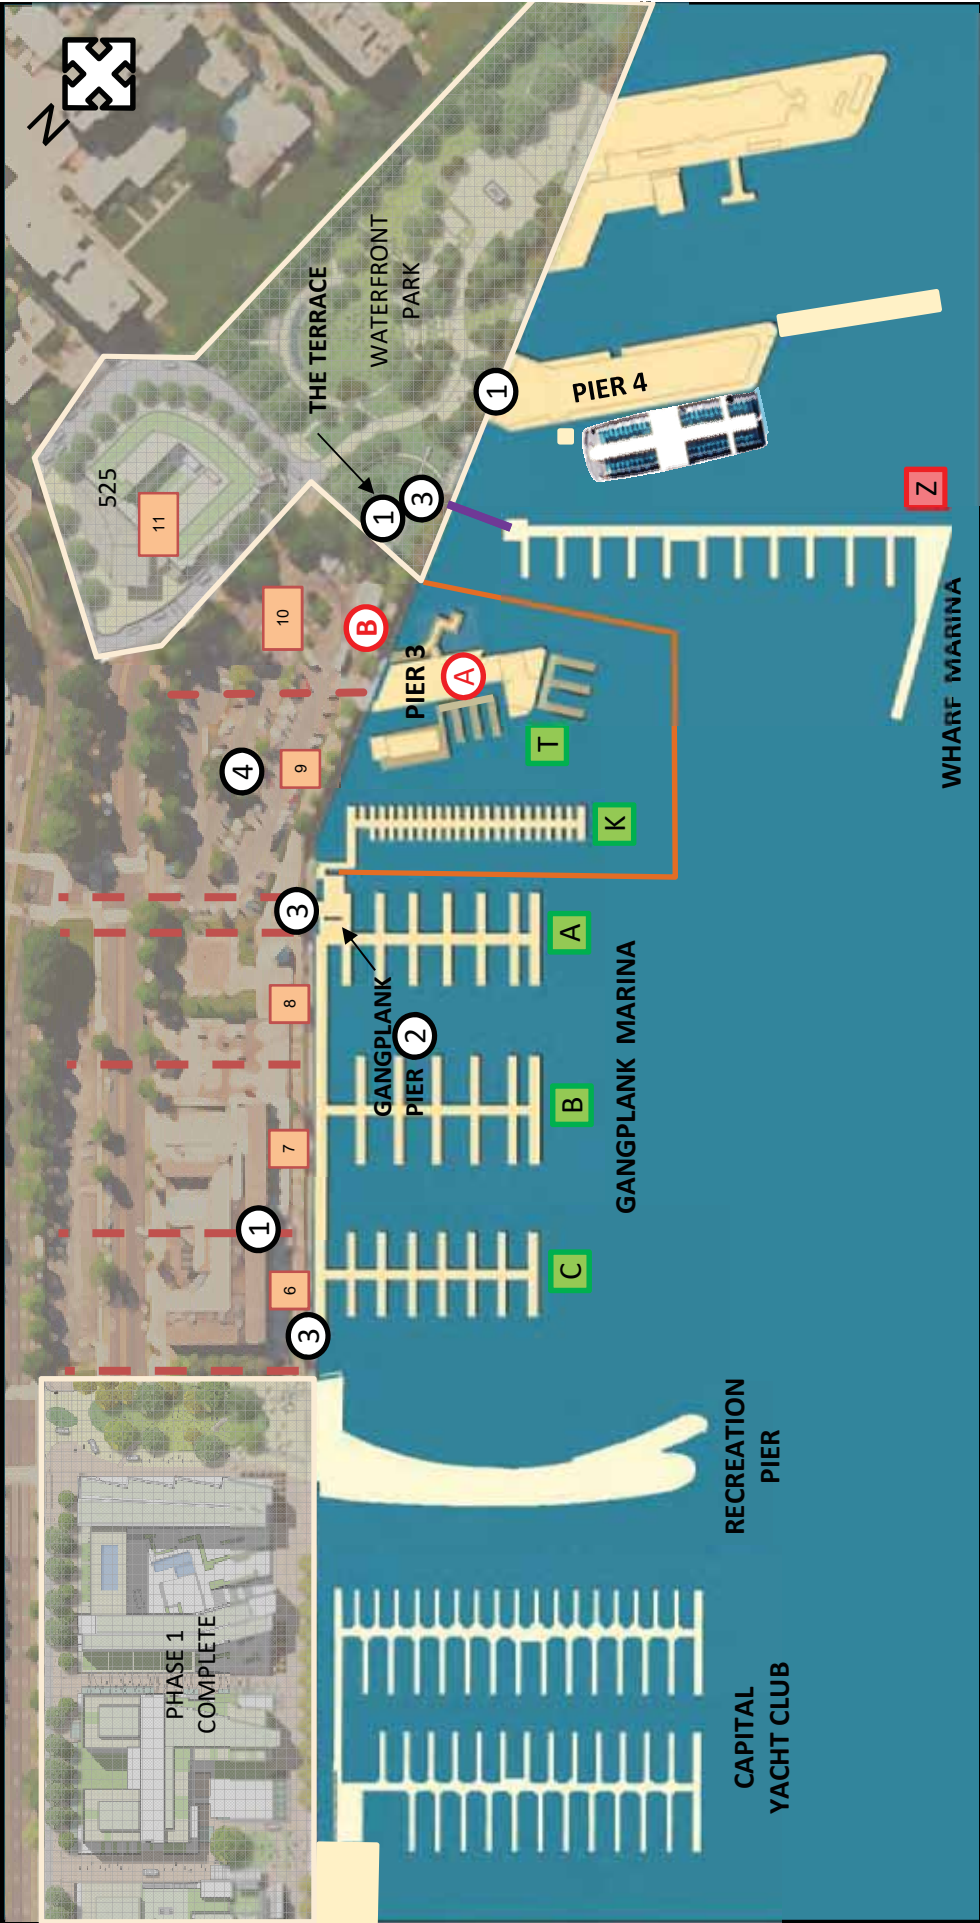 N
525
11
THE TERRACE
WATERFRONT
PARK
1
3
1
PIER 4
Z
WHARF MARINA
10
B
PIER 3
A
T
4
9
K
3
8
A
GANGPLANK
PIER
2
GANGPLANK MARINA
7
B
1
6
C
3
RECREATION
PIER
PHASE 1
COMPLETE
CAPITAL
YACHT CLUB